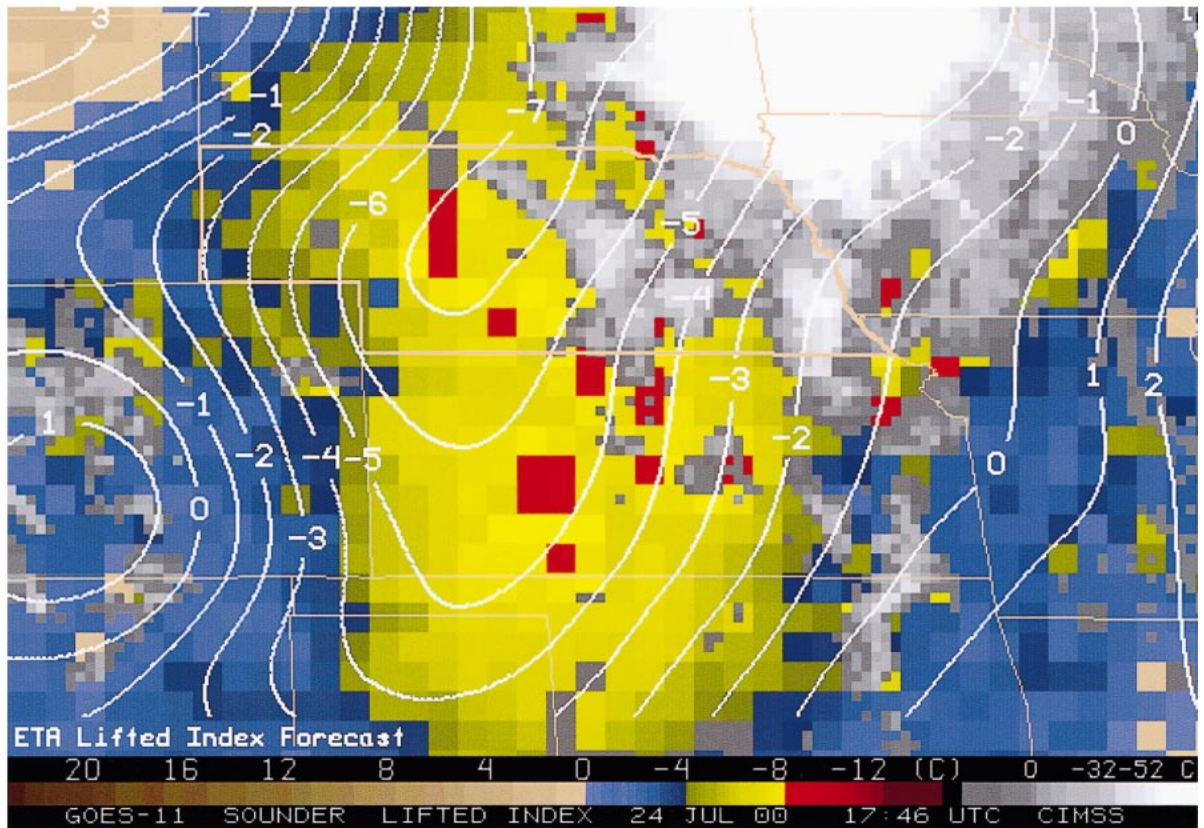 -3 1
-1 -7 -1
-2 -2 0
-6 -5
-4
-3 1 2
-1
1 -2
-2 -4 -5 0
0 -3
ETA Lifted Index Forecast
20 16 12 8 4 0 -4 -8 -12 (C) 0 -32-52 C
GOES-11 SOUNDER LIFTED INDEX 24 JUL 00 17:46 UTC CIMSS